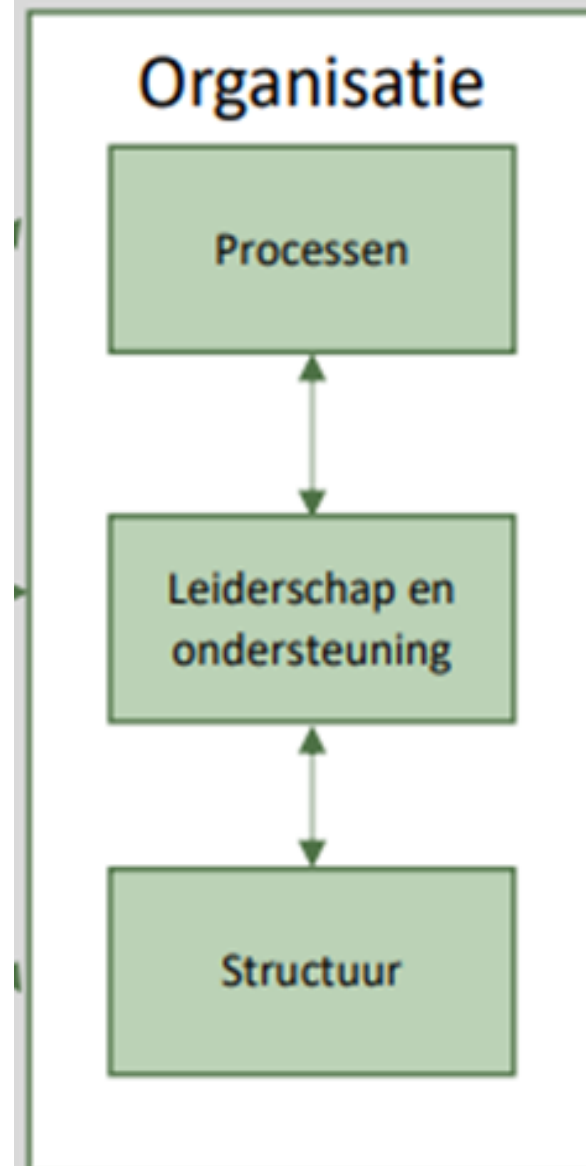 Organisatie
Processen
Leiderschap en
ondersteuning
Structuur